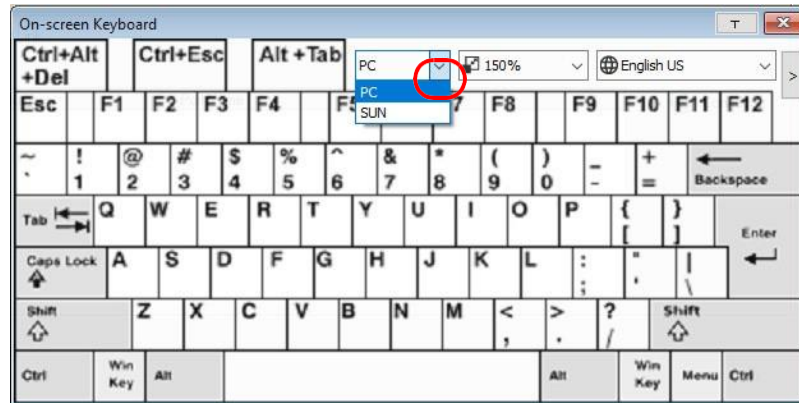 On-screen Keyboard T X
Ctrl+Alt
+Del Ctrl+Esc Alt +Tab PC 150% English US >
PC
SUN
Esc F1 F2 F3 F4 7 F8 F9 F10 F11 F12
~ ! @ # $ % ^ & * ( ) _ +
` 1 2 3 4 5 6 7 8 9 0 - = Backspace
Tab Q W E R T Y U I O P { }
[ ] Enter
Caps Lock A S D F G H J K L : " |
; ' \
Shift Z X C V B N M < > ? Shift
, . /
Ctrl Win
Key Alt Alt Win
Key Menu Ctrl